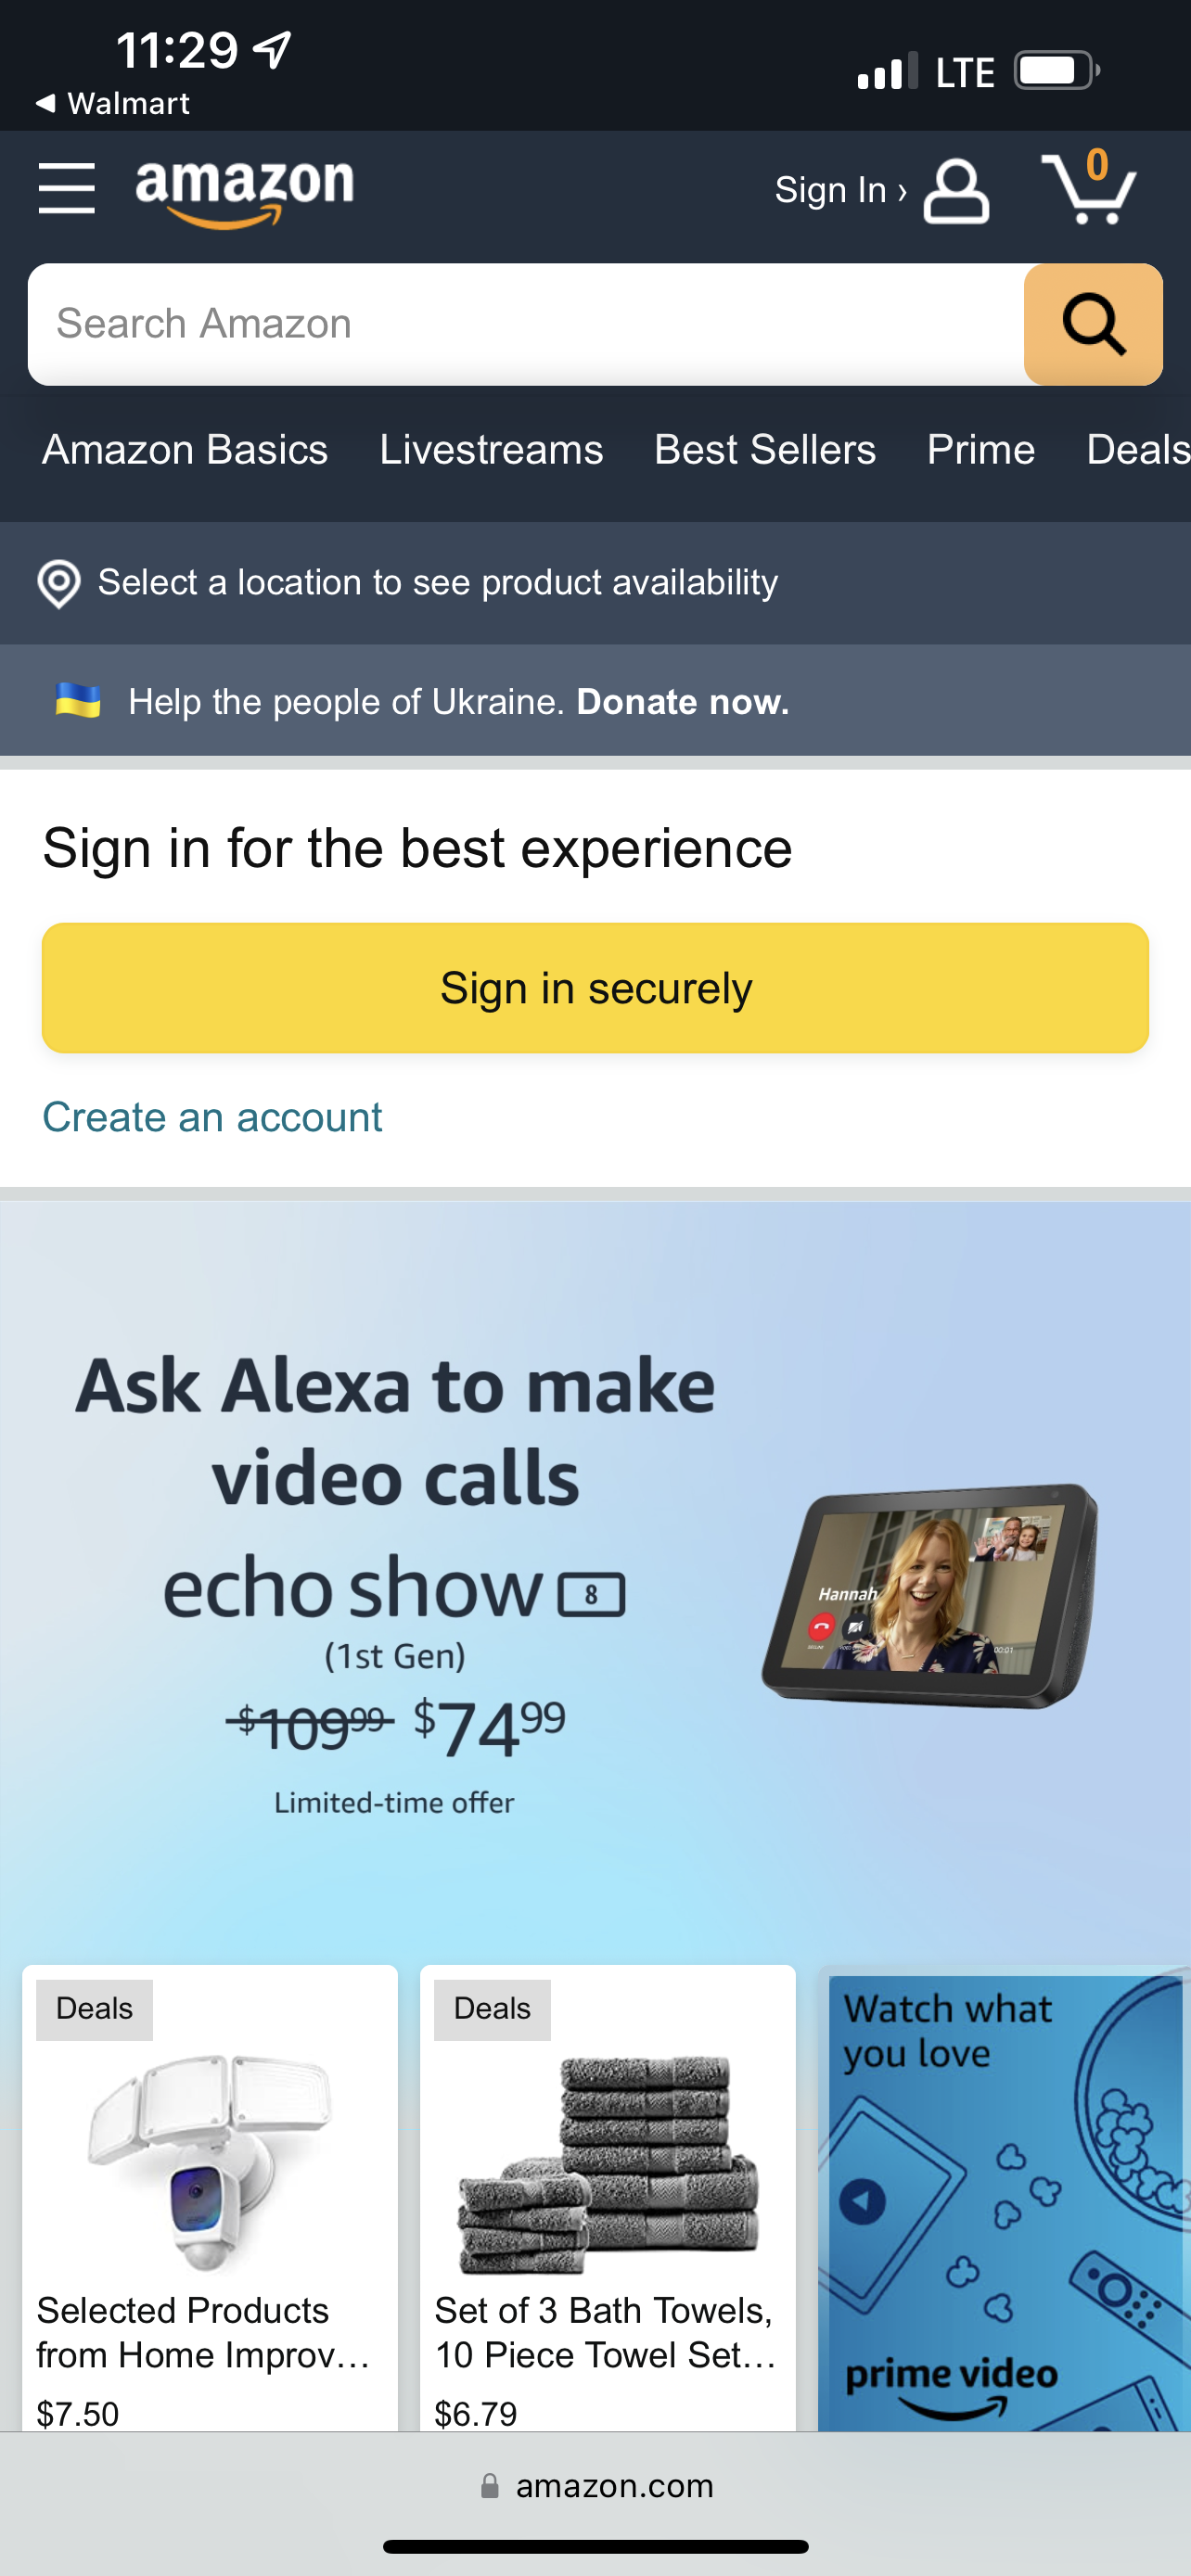 11:29
◀ Walmart
LTE
amazon
Sign In ›
0
Search Amazon
Amazon Basics Livestreams Best Sellers Prime Deals
Select a location to see product availability
Help the people of Ukraine. Donate now.
Sign in for the best experience
Sign in securely
Create an account
Ask Alexa to make
video calls
echo show 8
(1st Gen)
$109.99 $74.99
Limited-time offer
Hannah
00:01
Deals
Selected Products
from Home Improv...
$7.50
Deals
Set of 3 Bath Towels,
10 Piece Towel Set...
$6.79
Watch what
you love
prime video
amazon.com